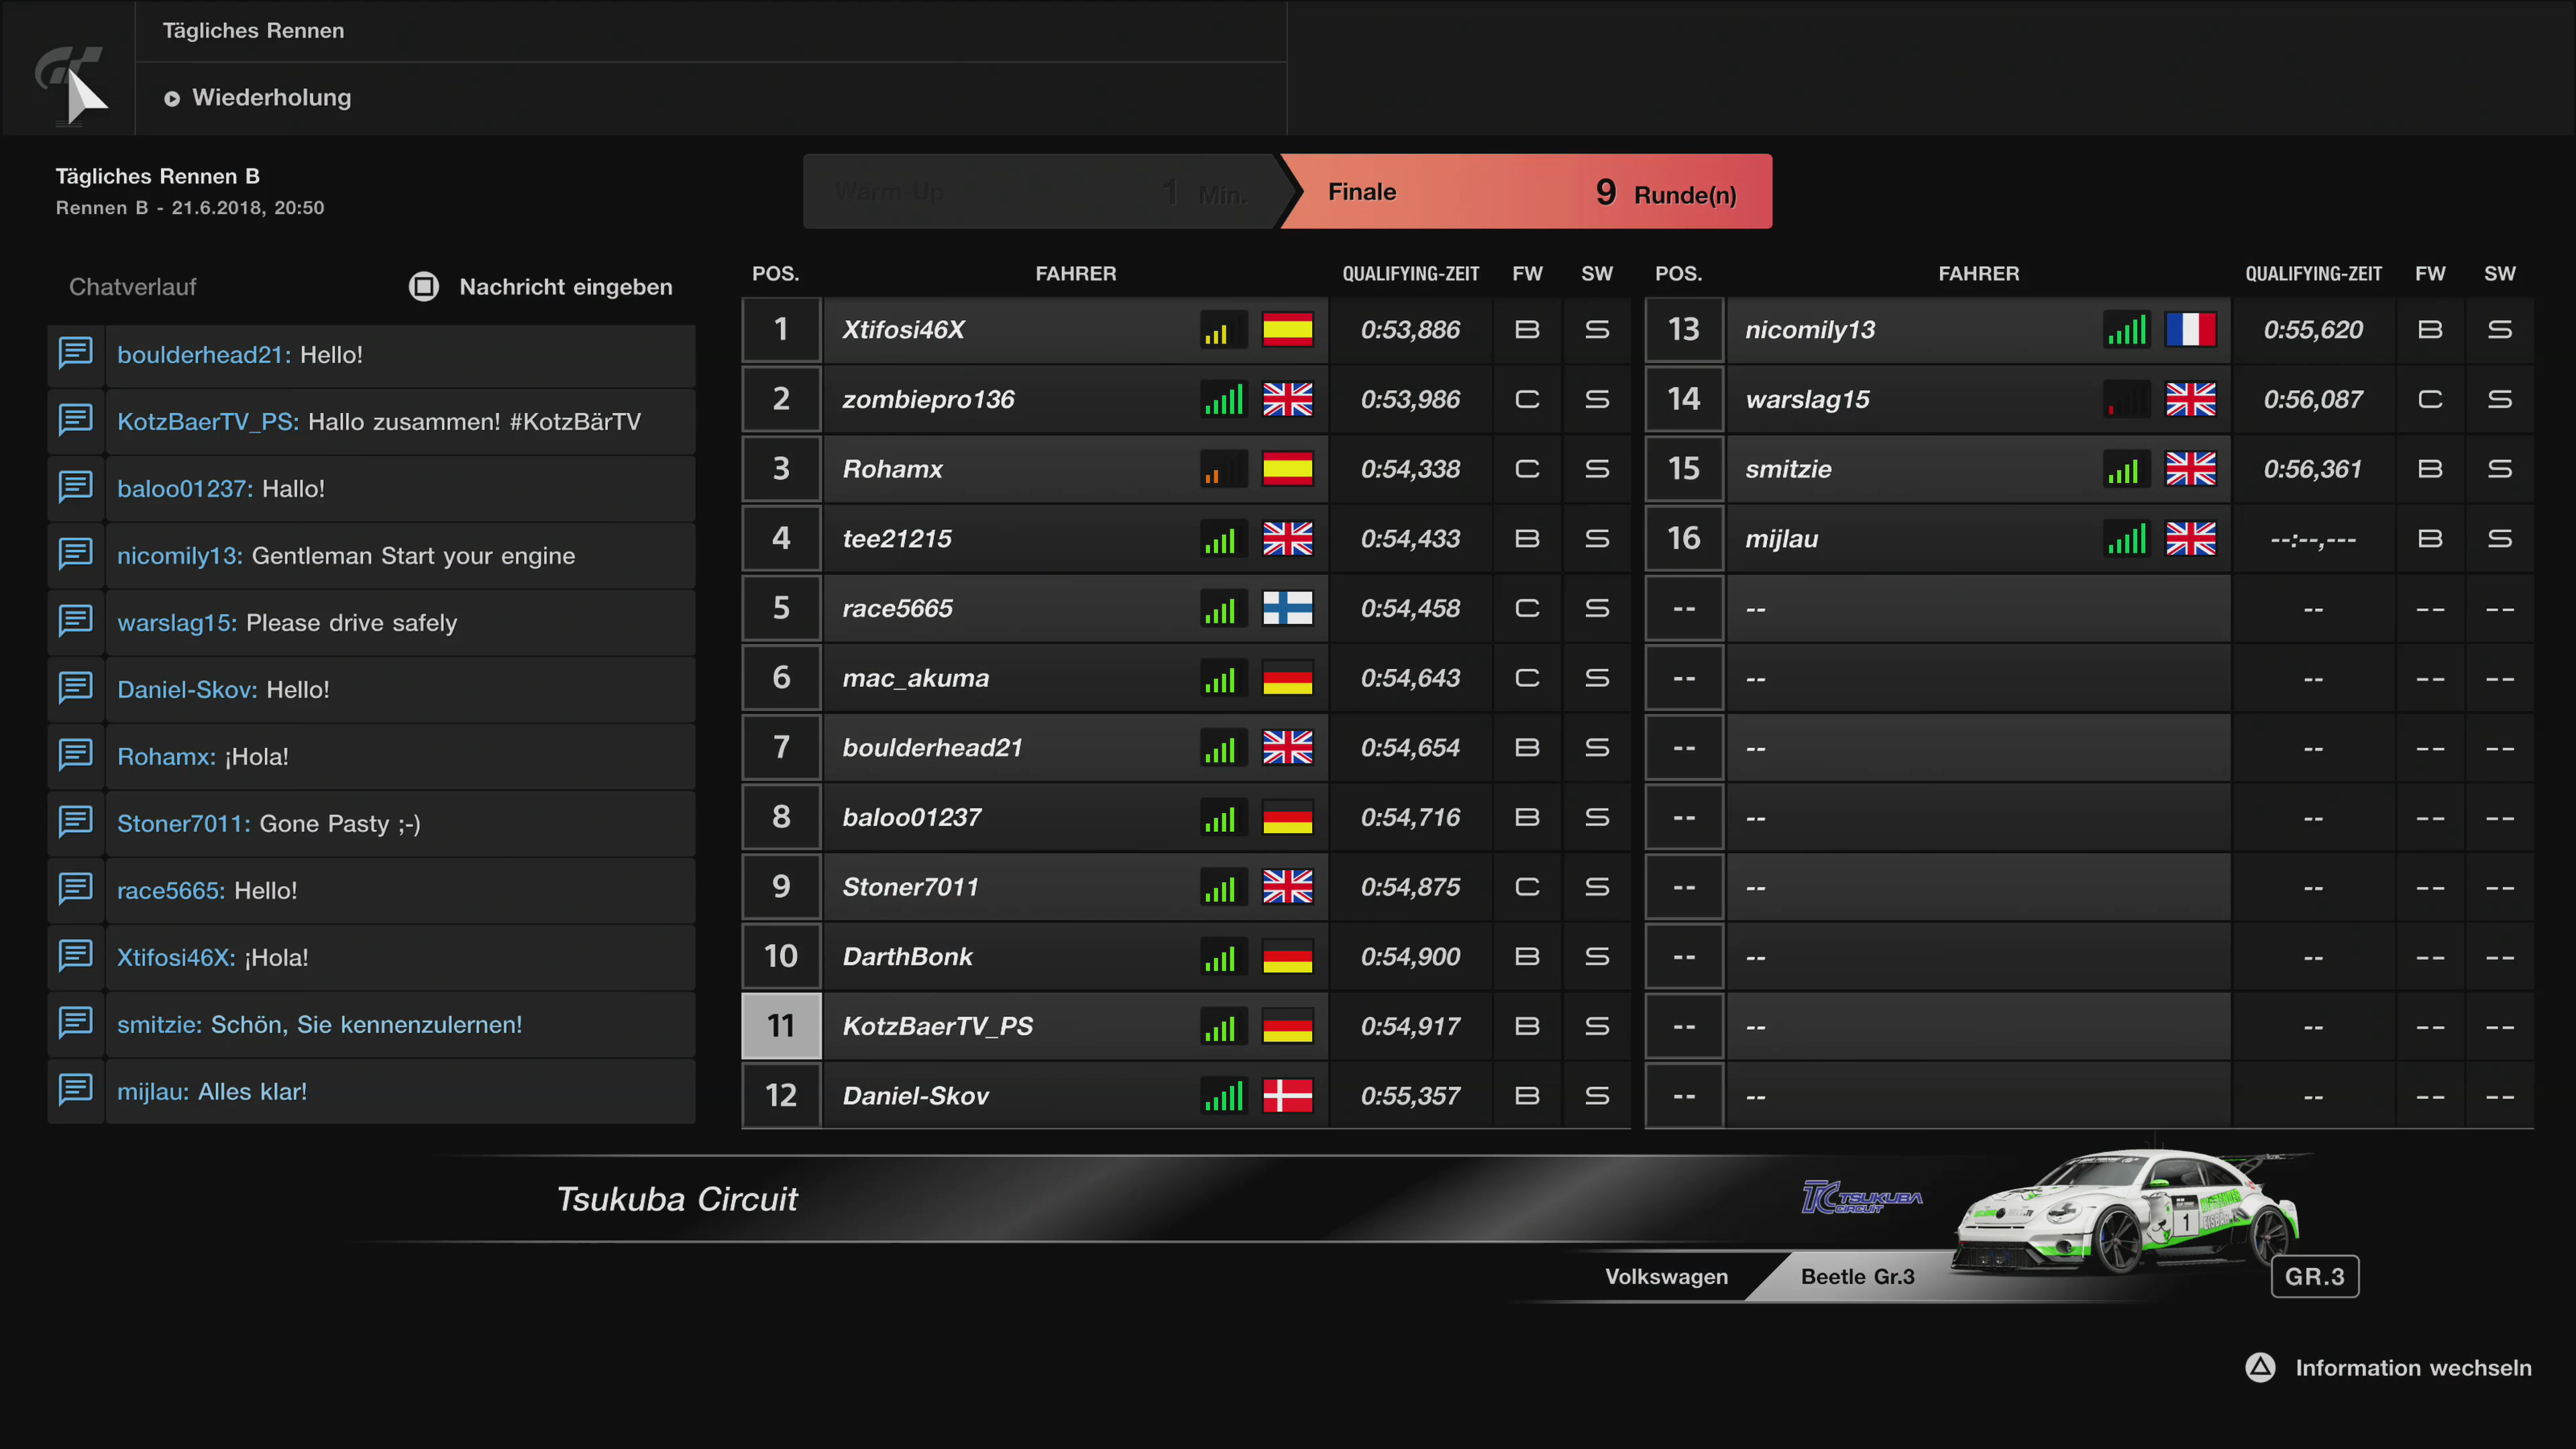 Tägliches Rennen
Wiederholung
Tägliches Rennen B
Rennen B - 21.6.2018, 20:50
Warm-Up 1 Min.
Finale 9 Runde(n)
Chatverlauf
Nachricht eingeben
boulderhead21: Hello!
KotzBaerTV_PS: Hallo zusammen! #KotzBärTV
baloo01237: Hallo!
nicomily13: Gentleman Start your engine
warslag15: Please drive safely
Daniel-Skov: Hello!
Rohamx: ¡Hola!
Stoner7011: Gone Pasty ;-)
race5665: Hello!
Xtifosi46X: ¡Hola!
smitzie: Schön, Sie kennenzulernen!
mijlau: Alles klar!
POS. FAHRER QUALIFYING-ZEIT FW SW
1 Xtifosi46X 0:53,886 B S
2 zombiepro136 0:53,986 C S
3 Rohamx 0:54,338 C S
4 tee21215 0:54,433 B S
5 race5665 0:54,458 C S
6 mac_akuma 0:54,643 C S
7 boulderhead21 0:54,654 B S
8 baloo01237 0:54,716 B S
9 Stoner7011 0:54,875 C S
10 DarthBonk 0:54,900 B S
11 KotzBaerTV_PS 0:54,917 B S
12 Daniel-Skov 0:55,357 B S
POS. FAHRER QUALIFYING-ZEIT FW SW
13 nicomily13 0:55,620 B S
14 warslag15 0:56,087 C S
15 smitzie 0:56,361 B S
16 mijlau --:--,--- B S
-- -- -- -- --
-- -- -- -- --
-- -- -- -- --
-- -- -- -- --
-- -- -- -- --
-- -- -- -- --
-- -- -- -- --
-- -- -- -- --
Tsukuba Circuit
TC TSUKUBA CIRCUIT
1
Volkswagen
Beetle Gr.3
GR.3
Information wechseln